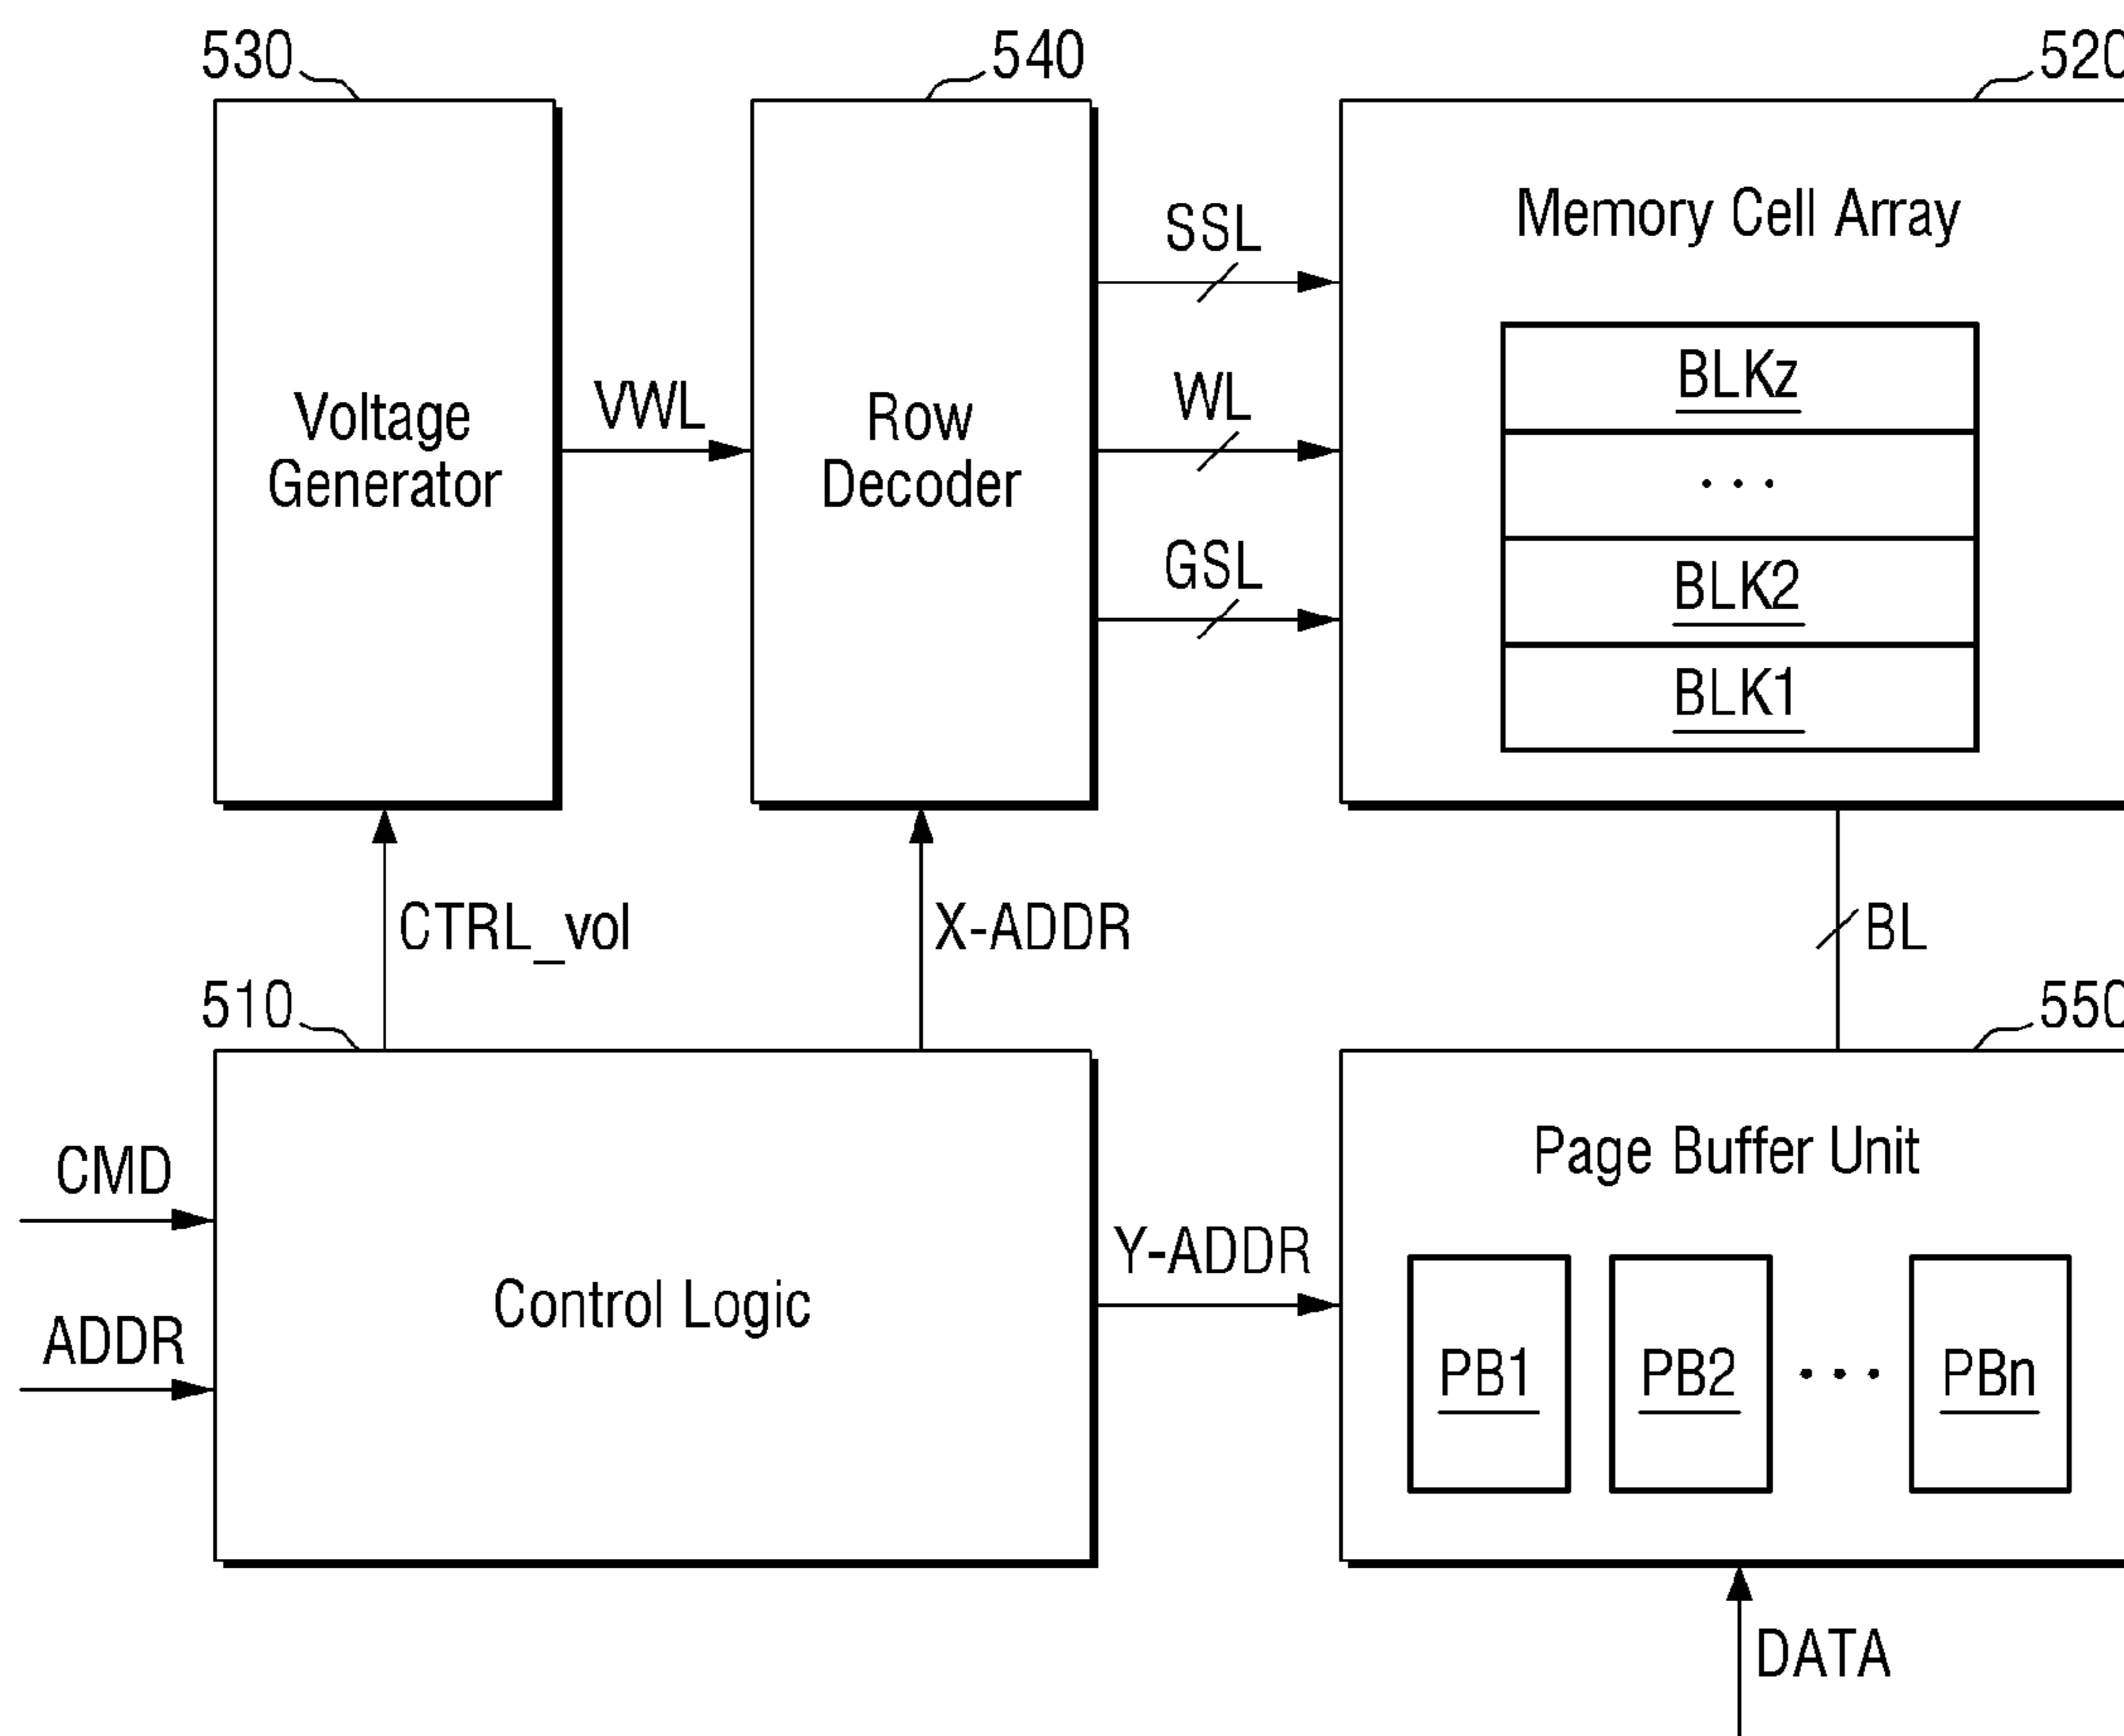 530
540
520
Voltage
Generator
VWL
Row
Decoder
SSL
WL
GSL
Memory Cell Array
BLKz
...
BLK2
BLK1
CTRL_vol
X-ADDR
BL
510
550
CMD
ADDR
Control Logic
Y-ADDR
Page Buffer Unit
PB1 PB2 ... PBn
DATA